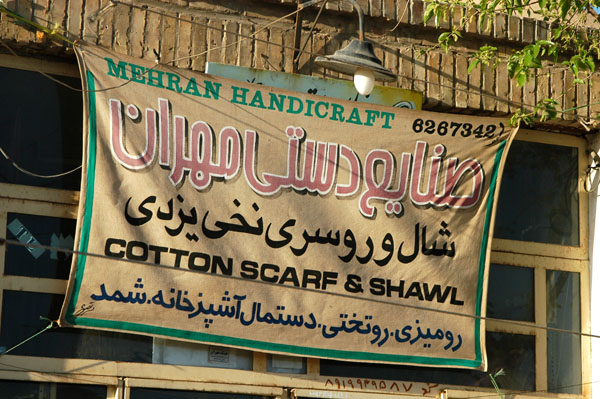 MEHRAN HANDICRAFT 6267342
صنایع دستی مهران
شال و روسری نخی یزدی
COTTON SCARF & SHAWL
رومیزی.روتختی.دستمال آشپزخانه.شمد